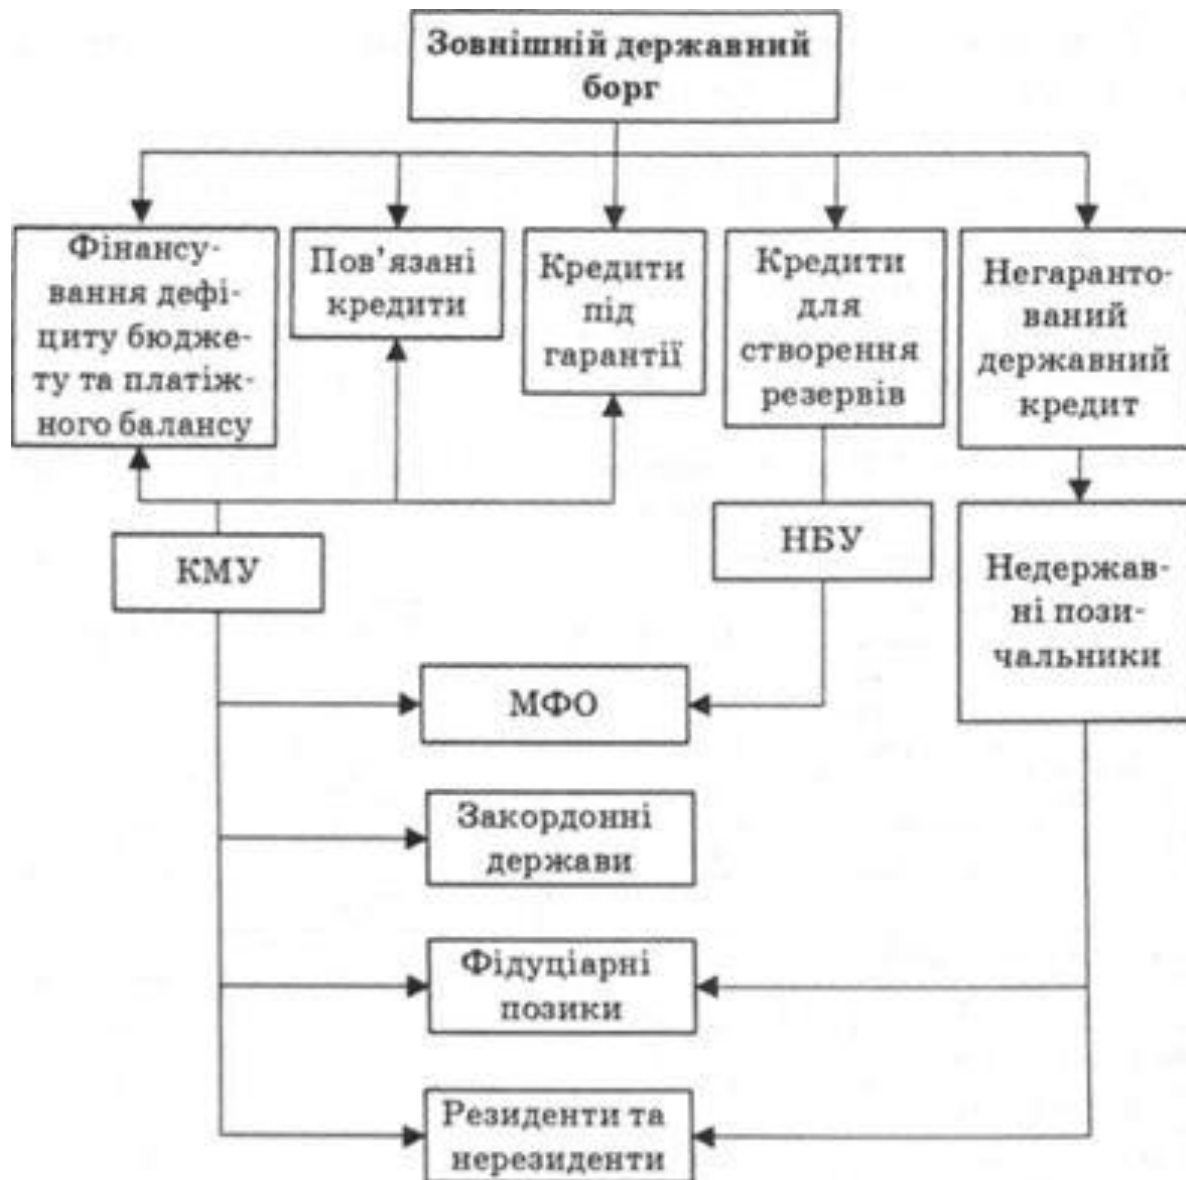 Зовнішній державний
борг
Фінансу-
вання дефі-
циту бюдже-
ту та платіж-
ного балансу
Пов’язані
кредити
Кредити
під
гарантії
Кредити
для
створення
резервів
Негаранто-
ваний
державний
кредит
КМУ
НБУ
Недержав-
ні пози-
чальники
МФО
Закордонні
держави
Фідуціарні
позики
Резиденти та
нерезиденти